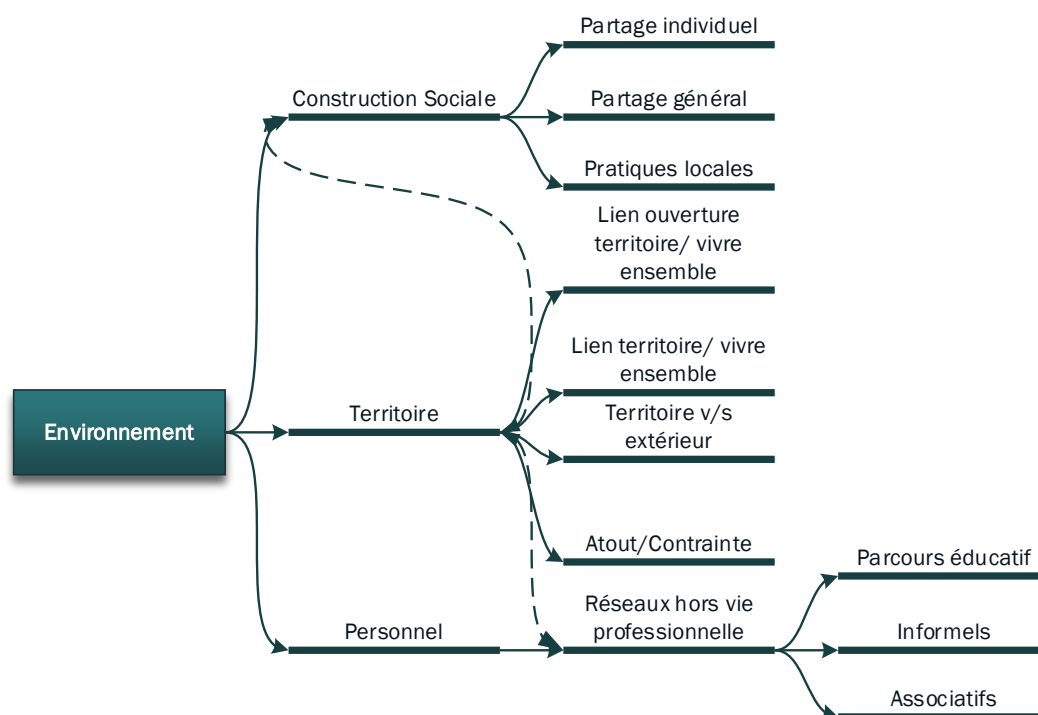 Partage individuel
Construction Sociale
Partage général
Pratiques locales
Lien ouverture
territoire/ vivre
ensemble
Lien territoire/ vivre
ensemble
Environnement
Territoire
Territoire v/s
extérieur
Atout/Contrainte
Parcours éducatif
Personnel
Réseaux hors vie
professionnelle
Informels
Associatifs